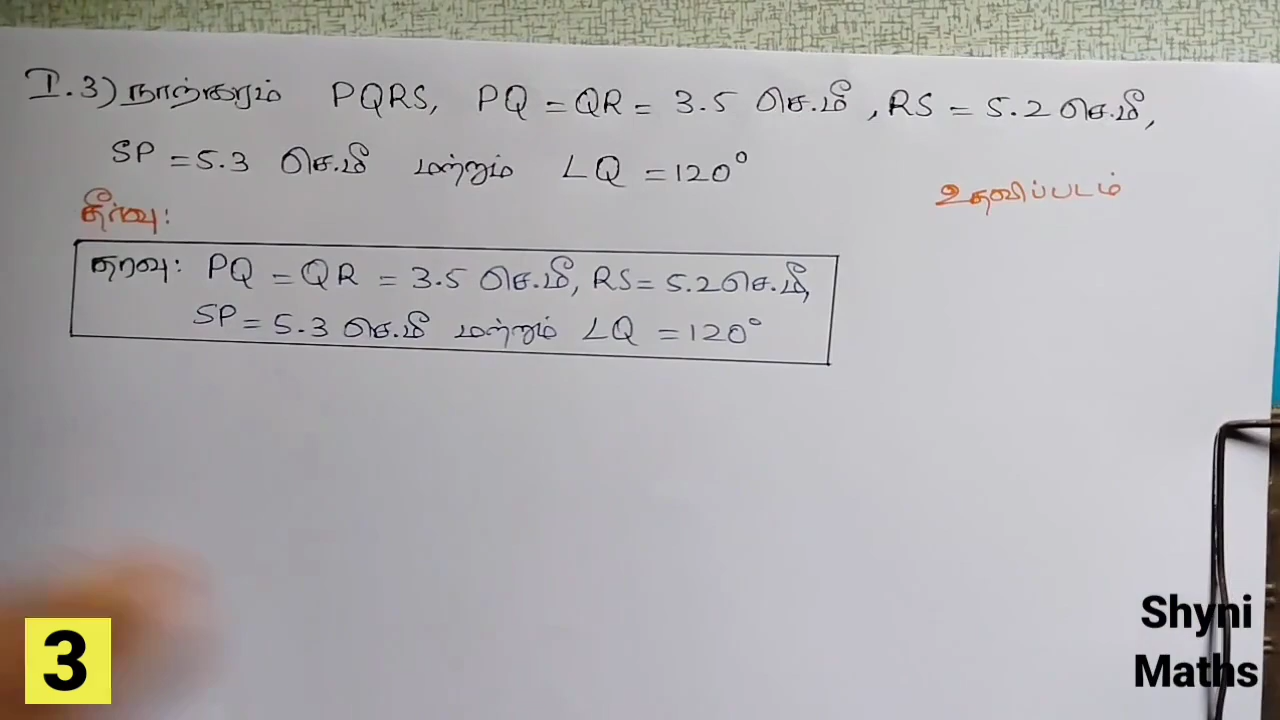 I.3) நாற்கரம் PQRS, PQ = QR = 3.5 செ.மீ, RS = 5.2 செ.மீ,
SP = 5.3 செ.மீ மற்றும் ∠Q = 120°
உதவிப்படம்
தீர்வு:
தரவு: PQ = QR = 3.5 செ.மீ, RS = 5.2 செ.மீ,
SP = 5.3 செ.மீ மற்றும் ∠Q = 120°
3
Shyni
Maths